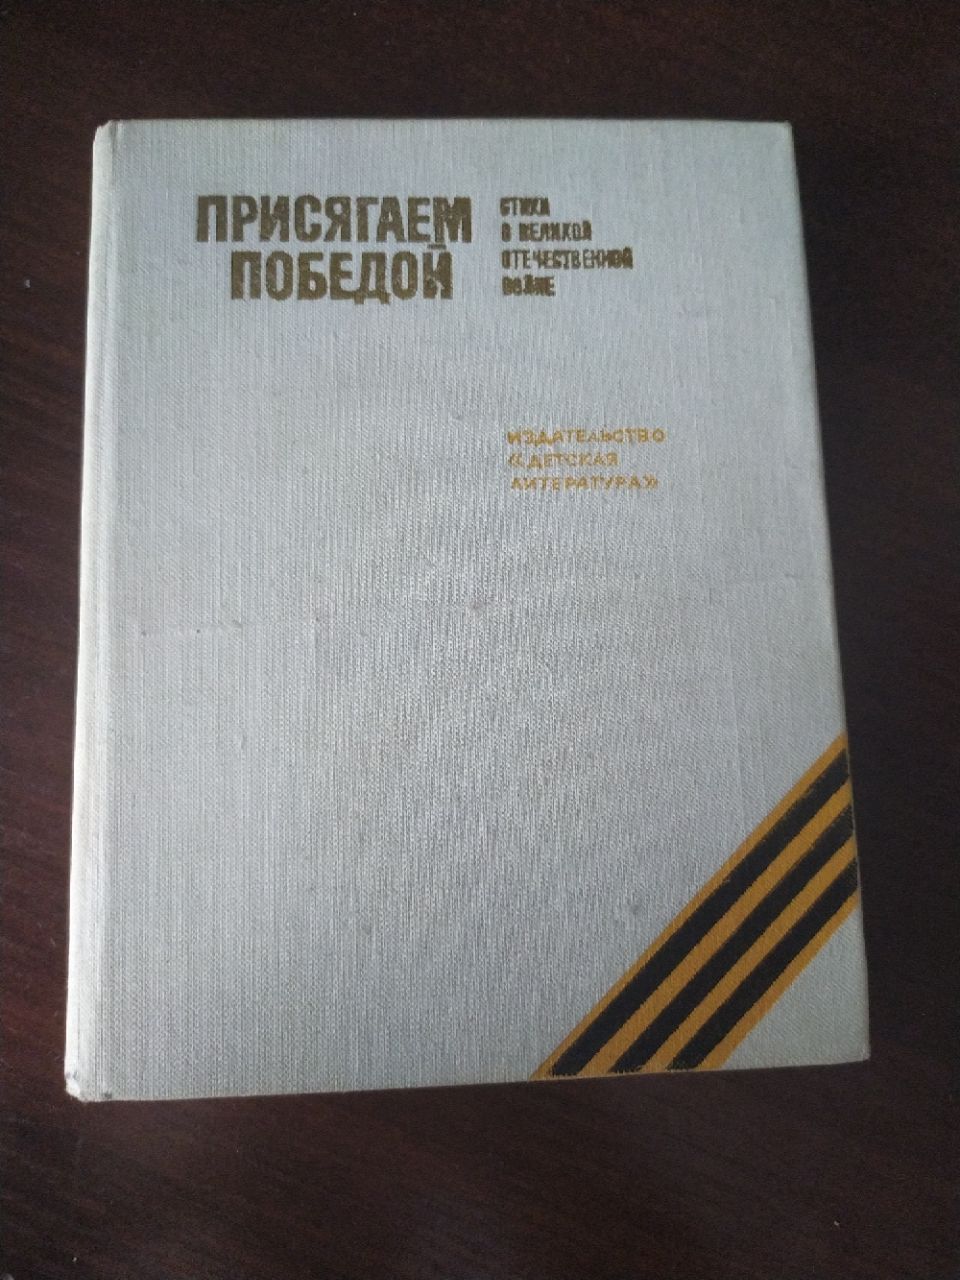 ПРИСЯГАЕМ
ПОБЕДОЙ
СТИХИ
О ВЕЛИКОЙ
ОТЕЧЕСТВЕННОЙ
ВОЙНЕ
ИЗДАТЕЛЬСТВО
«ДЕТСКАЯ
ЛИТЕРАТУРА»